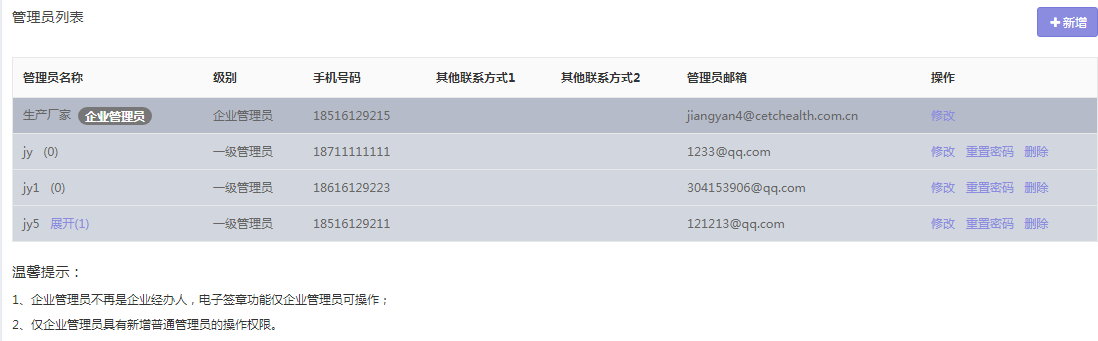 管理员列表
+新增
管理员名称 级别 手机号码 其他联系方式1 其他联系方式2 管理员邮箱 操作
生产厂家 企业管理员 企业管理员 18516129215 jiangyan4@cetchealth.com.cn 修改
jy (0) 一级管理员 18711111111 1233@qq.com 修改 重置密码 删除
jy1 (0) 一级管理员 18616129223 304153906@qq.com 修改 重置密码 删除
jy5 展开(1) 一级管理员 18516129211 121213@qq.com 修改 重置密码 删除
温馨提示：
1、企业管理员不再是企业经办人，电子签章功能仅企业管理员可操作；
2、仅企业管理员具有新增普通管理员的操作权限。